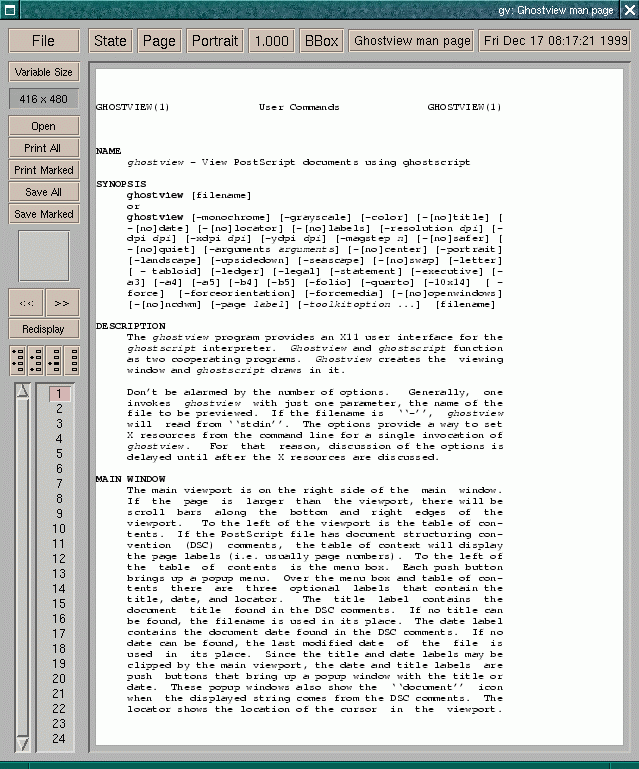 gv: Ghostview man page
File State Page Portrait 1.000 BBox Ghostview man page Fri Dec 17 08:17:21 1999
Variable Size
416 x 480
Open
Print All
Print Marked
Save All
Save Marked
<< >>
Redisplay
1
2
3
4
5
6
7
8
9
10
11
12
13
14
15
16
17
18
19
20
21
22
23
24
GHOSTVIEW(1) User Commands GHOSTVIEW(1)
NAME
ghostview - View PostScript documents using ghostscript
SYNOPSIS
ghostview [filename]
or
ghostview [-monochrome] [-grayscale] [-color] [-[no]title] [
-[no]date] [-[no]locator] [-[no]labels] [-resolution dpi] [-
dpi dpi] [-xdpi dpi] [-ydpi dpi] [-magstep n] [-[no]safer] [
-[no]quiet] [-arguments arguments] [-[no]center] [-portrait]
[-landscape] [-upsidedown] [-seascape] [-[no]swap] [-letter]
[ - tabloid] [-ledger] [-legal] [-statement] [-executive] [-
a3] [-a4] [-a5] [-b4] [-b5] [-folio] [-quarto] [-10x14] [ -
force] [-forceorientation] [-forcemedia] [-[no]openwindows]
[-[no]ncdwm] [-page label] [-toolkitoption ...] [filename]
DESCRIPTION
The ghostview program provides an X11 user interface for the
ghostscript interpreter. Ghostview and ghostscript function
as two cooperating programs. Ghostview creates the viewing
window and ghostscript draws in it.
Don't be alarmed by the number of options. Generally, one
invokes ghostview with just one parameter, the name of the
file to be previewed. If the filename is ``-'', ghostview
will read from ``stdin''. The options provide a way to set
X resources from the command line for a single invocation of
ghostview. For that reason, discussion of the options is
delayed until after the X resources are discussed.
MAIN WINDOW
The main viewport is on the right side of the main window.
If the page is larger than the viewport, there will be
scroll bars along the bottom and right edges of the
viewport. To the left of the viewport is the table of con-
tents. If the PostScript file has document structuring con-
vention (DSC) comments, the table of context will display
the page labels (i.e. usually page numbers). To the left of
the table of contents is the menu box. Each push button
brings up a popup menu. Over the menu box and table of con-
tents there are three optional labels that contain the
title, date, and locator. The title label contains the
document title found in the DSC comments. If no title can
be found, the filename is used in its place. The date label
contains the document date found in the DSC comments. If no
date can be found, the last modified date of the file is
used in its place. Since the title and date labels may be
clipped by the main viewport, the date and title labels are
push buttons that bring up a popup window with the title or
date. These popup windows also show the ``document'' icon
when the displayed string comes from the DSC comments. The
locator shows the location of the cursor in the viewport.